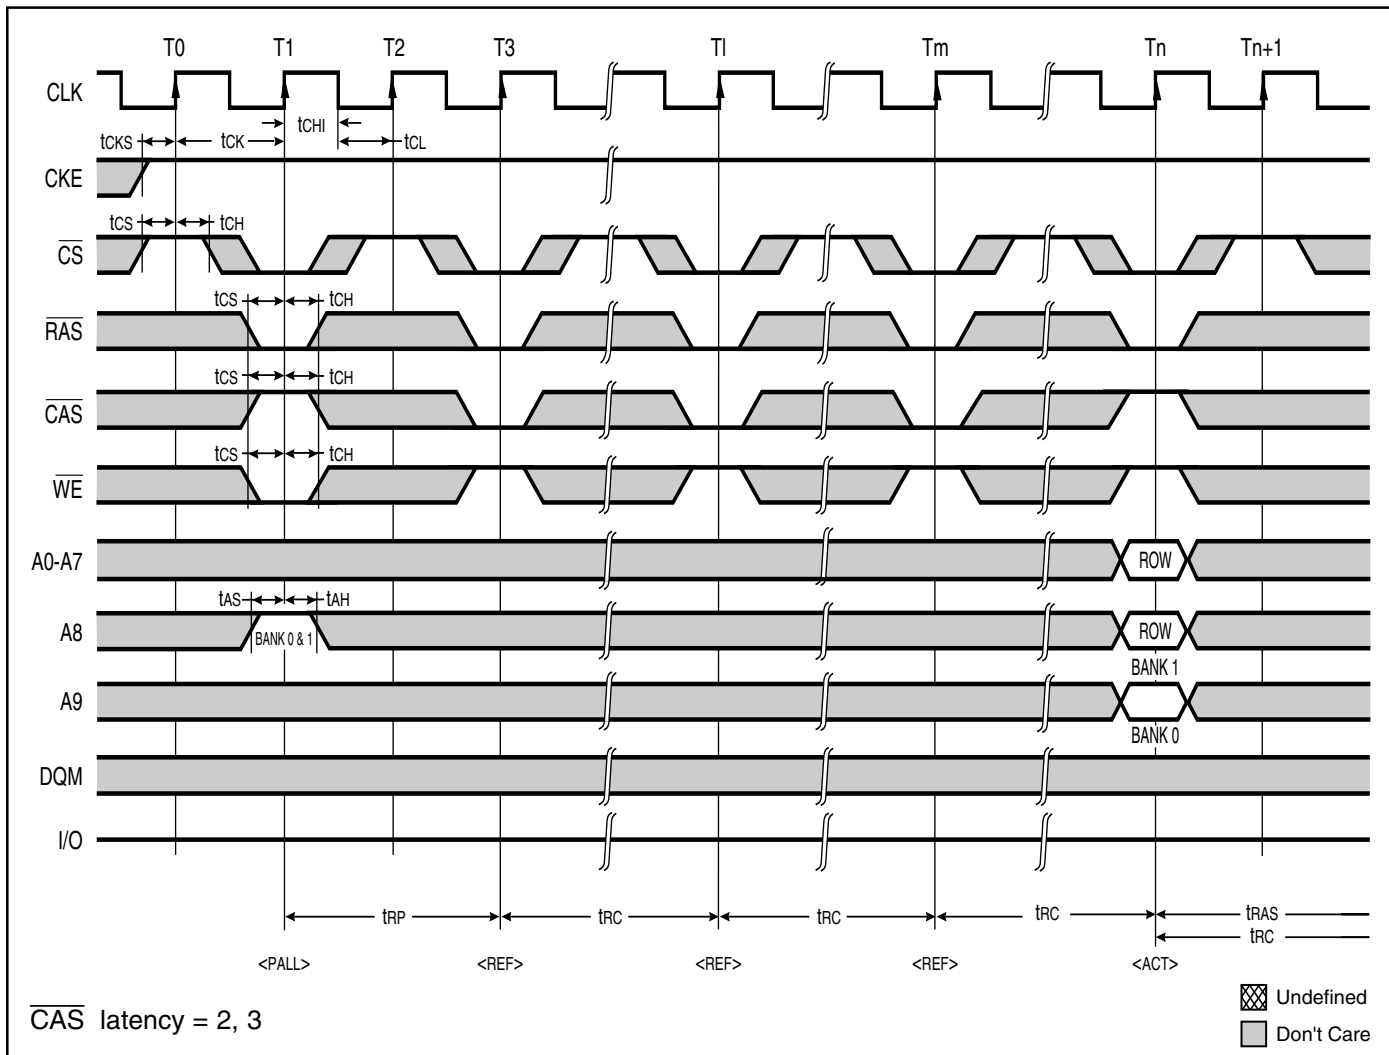 T0 T1 T2 T3 Tl Tm Tn Tn+1
CLK
tCHI
tCKS tCK tCL
CKE
tCS tCH
CS
tCS tCH
RAS
tCS tCH
CAS
tCS tCH
WE
A0-A7 ROW
tAS tAH
A8 BANK 0 & 1 ROW
BANK 1
A9
BANK 0
DQM
I/O
tRP tRC tRC tRC tRAS
tRC
<PALL> <REF> <REF> <REF> <ACT>
Undefined
CAS latency = 2, 3
Don't Care